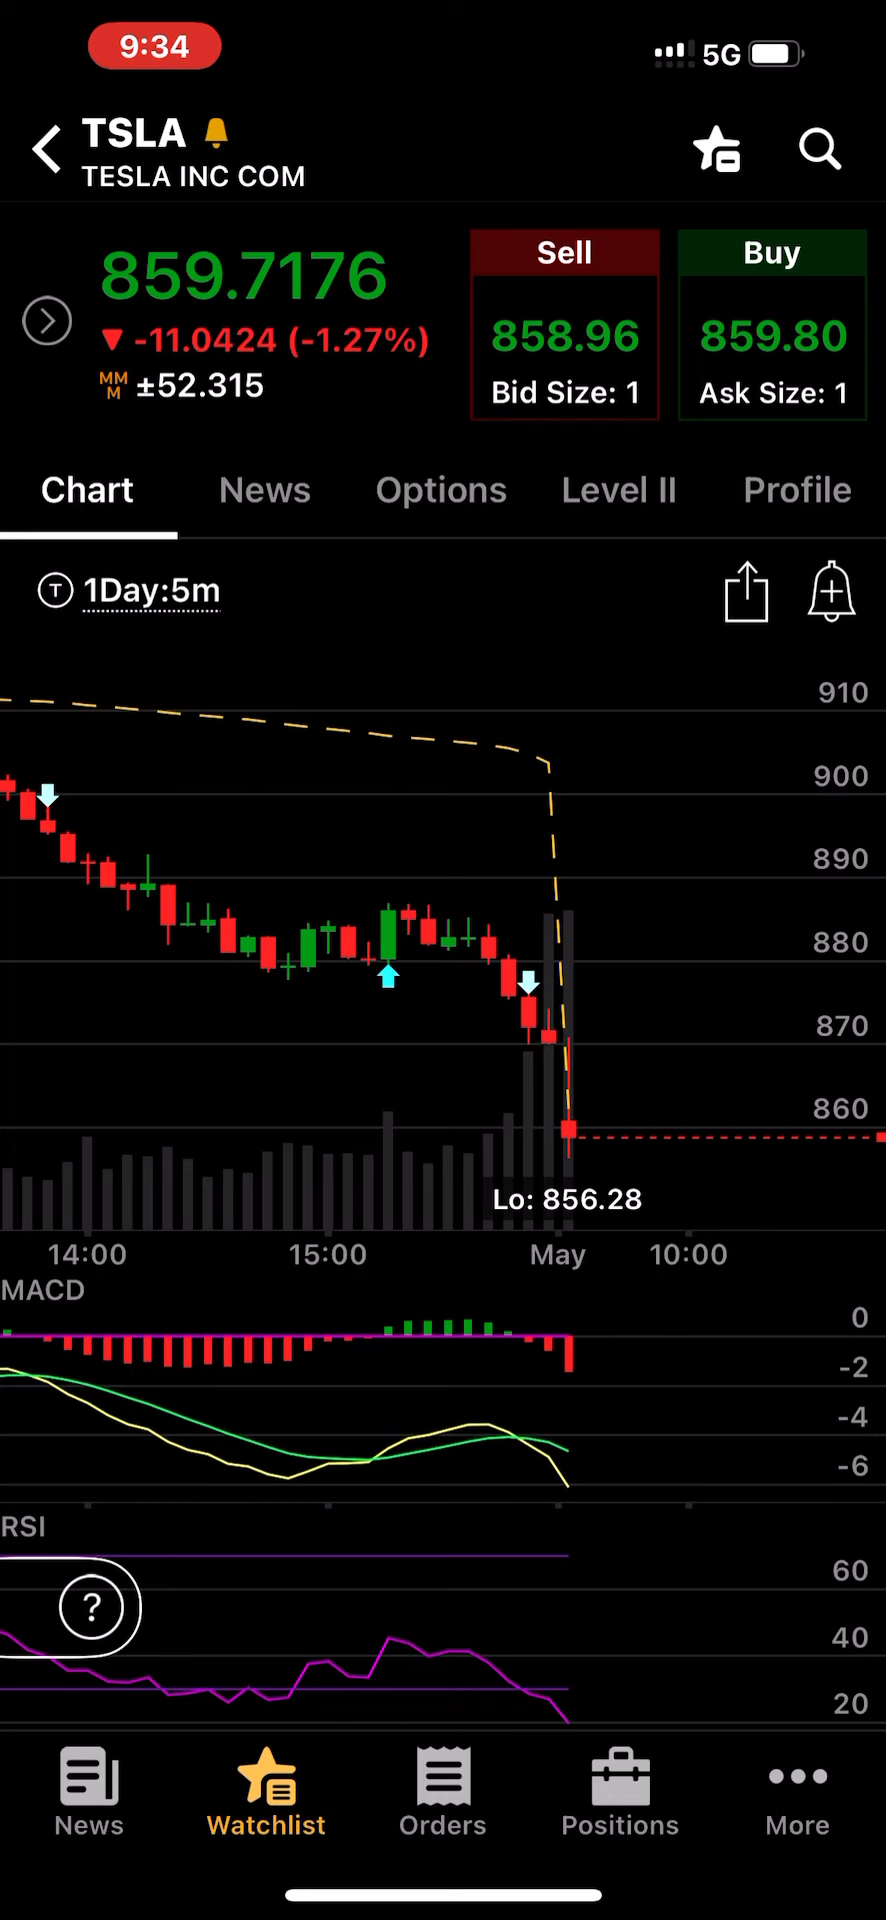 9:34
5G
TSLA
TESLA INC COM
859.7176
-11.0424 (-1.27%)
MM
M
±52.315
Sell
858.96
Bid Size: 1
Buy
859.80
Ask Size: 1
Chart
News
Options
Level II
Profile
T
1Day:5m
910
900
890
880
870
860
Lo: 856.28
14:00
15:00
May
10:00
MACD
0
-2
-4
-6
RSI
?
60
40
20
News
Watchlist
Orders
Positions
More